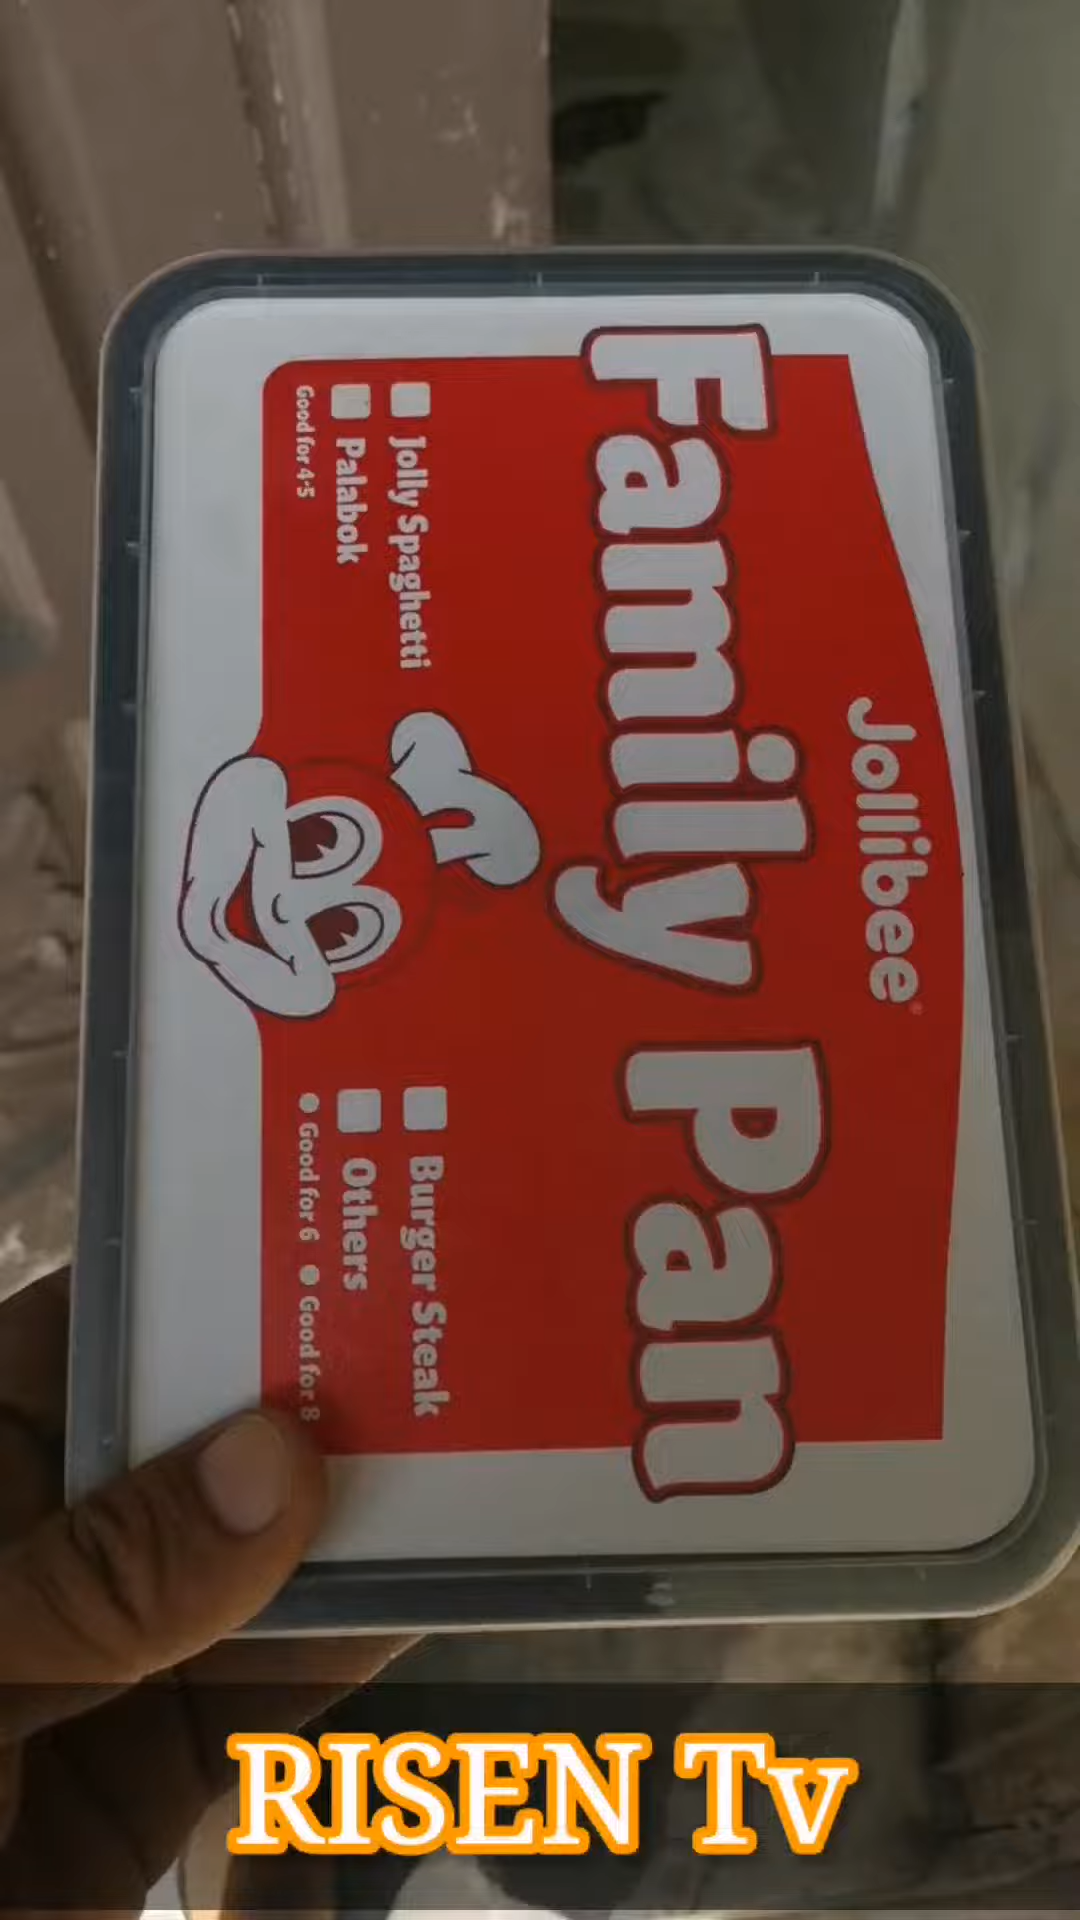 Jollibee
Family Pan
Jolly Spaghetti
Palabok
Good for 4-5
Burger Steak
Others
Good for 6 Good for 8
RISEN Tv